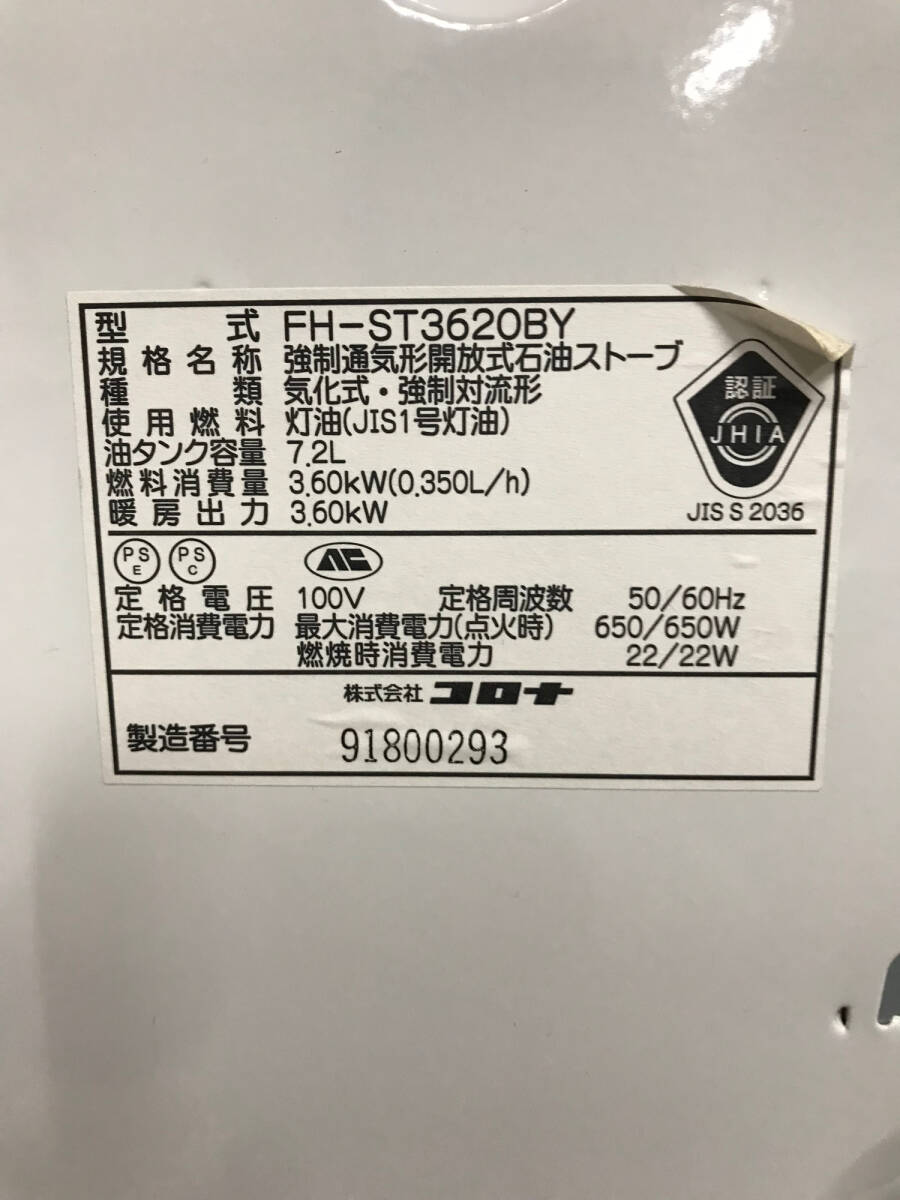 型式 FH-ST3620BY
規格名称 強制通気形開放式石油ストーブ
種類 気化式・強制対流形
使用燃料 灯油(JIS1号灯油)
油タンク容量 7.2L
燃料消費量 3.60kW(0.350L/h)
暖房出力 3.60kW
認証
JHIA
JIS S 2036
PS E PS C
定格電圧 100V 定格周波数 50/60Hz
定格消費電力 最大消費電力(点火時) 650/650W
燃焼時消費電力 22/22W
株式会社 コロナ
製造番号 91800293